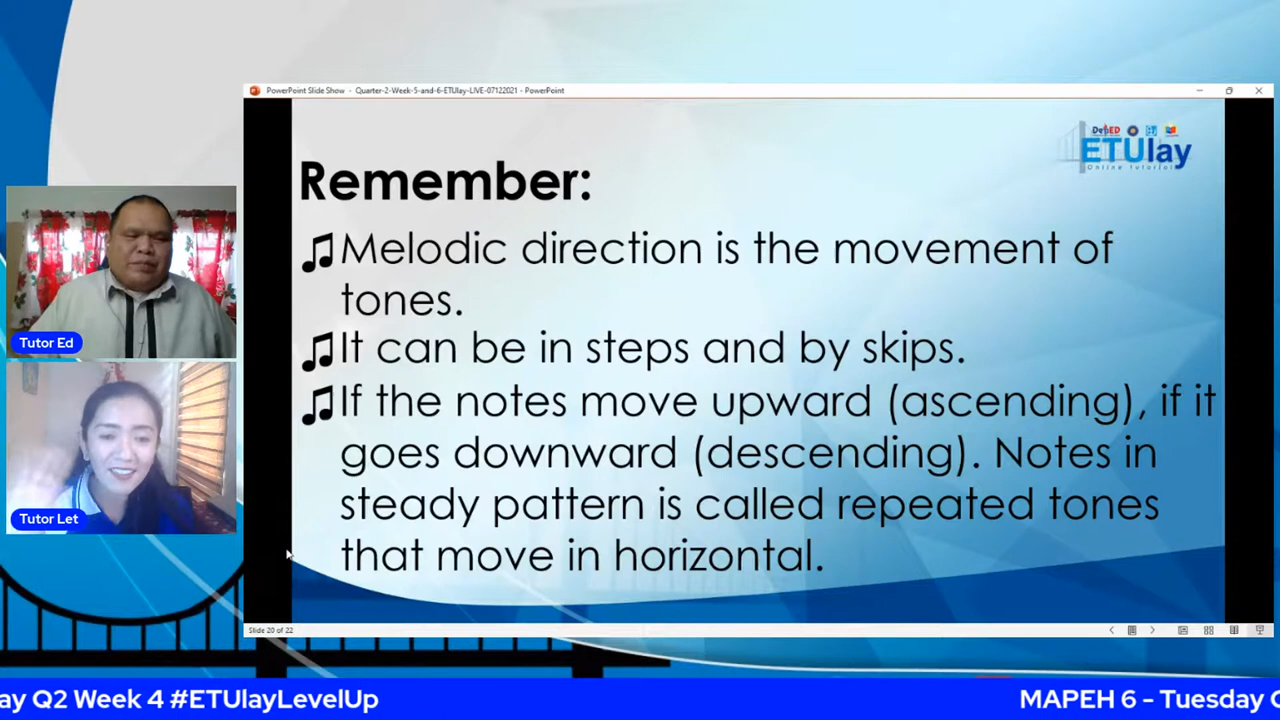 PowerPoint Slide Show - Quarter-2-Week-5-and-6-ETUlay-LIVE-07122021 - PowerPoint
DepED
ETUlay
Online Tutorial
Remember:
Melodic direction is the movement of
tones.
It can be in steps and by skips.
If the notes move upward (ascending), if it
goes downward (descending). Notes in
steady pattern is called repeated tones
that move in horizontal.
Tutor Ed
Tutor Let
Slide 20 of 22
ay Q2 Week 4 #ETUlayLevelUp
MAPEH 6 - Tuesday